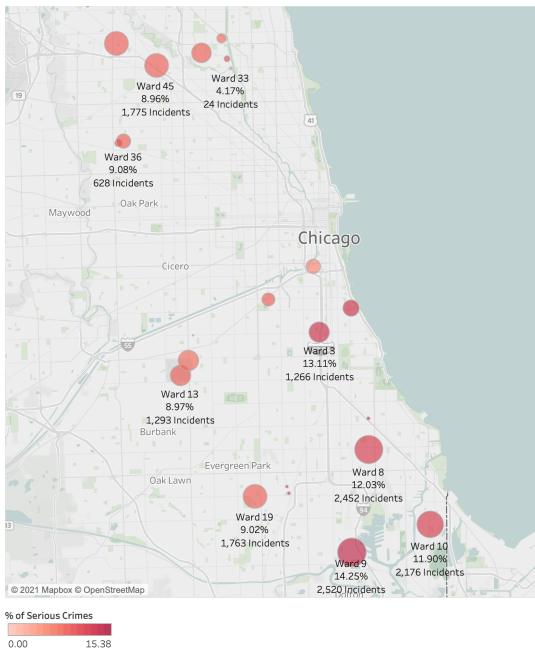 Ward 45
8.96%
1,775 Incidents
Ward 33
4.17%
24 Incidents
19
41
Ward 36
9.08%
628 Incidents
Oak Park
Maywood
Chicago
Cicero
55
Ward 3
13.11%
1,266 Incidents
Ward 13
8.97%
1,293 Incidents
Burbank
Evergreen Park
Oak Lawn
Ward 8
12.03%
2,452 Incidents
94
Ward 19
9.02%
1,763 Incidents
Ward 10
11.90%
2,176 Incidents
Ward 9
14.25%
2,520 Incidents
© 2021 Mapbox © OpenStreetMap
% of Serious Crimes
0.00
15.38